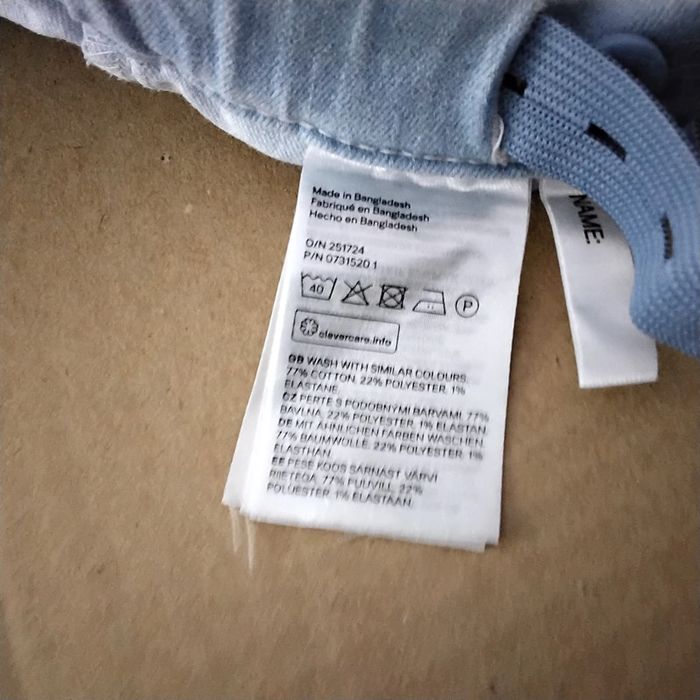 Made in Bangladesh
Fabriqué en Bangladesh
Hecho en Bangladesh
O/N 251724
P/N 0731520.1
40
P
clevercare.info
GB WASH WITH SIMILAR COLOURS.
77% COTTON. 22% POLYESTER. 1%
ELASTANE.
CZ PERTE S PODOBNÝMI BARVAMI. 77%
BAVLNA, 22% POLYESTER, 1% ELASTAN.
DE MIT ÄHNLICHEN FARBEN WASCHEN.
77% BAUMWOLLE. 22% POLYESTER. 1%
ELASTHAN.
EE PESE KOOS SARNAST VÄRVI
RIIETEGA. 77% PUUVILL. 22%
POLÜESTER. 1% ELASTAAN.
NAME: